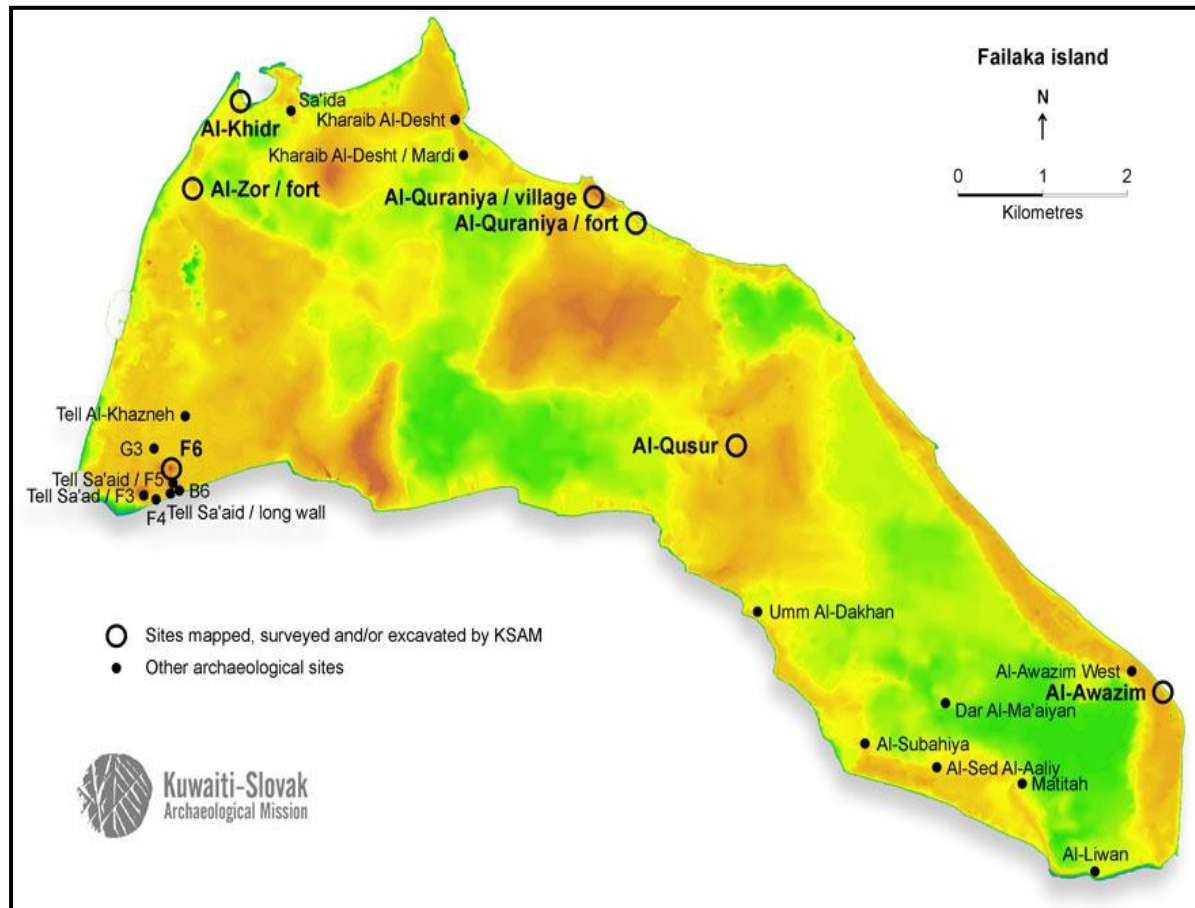 Failaka island
N
0 1 2
Kilometres
Sa'ida
Al-Khidr
Kharaib Al-Desht
Kharaib Al-Desht / Mardi
Al-Zor / fort
Al-Quraniya / village
Al-Quraniya / fort
Tell Al-Khazneh
G3
F6
Al-Qusur
Tell Sa'aid / F5
B6
Tell Sa'ad / F3
F4
Tell Sa'aid / long wall
Umm Al-Dakhan
Sites mapped, surveyed and/or excavated by KSAM
Other archaeological sites
Al-Awazim West
Al-Awazim
Dar Al-Ma'aiyan
Al-Subahiya
Al-Sed Al-Aaliy
Matitah
Kuwaiti-Slovak
Archaeological Mission
Al-Liwan